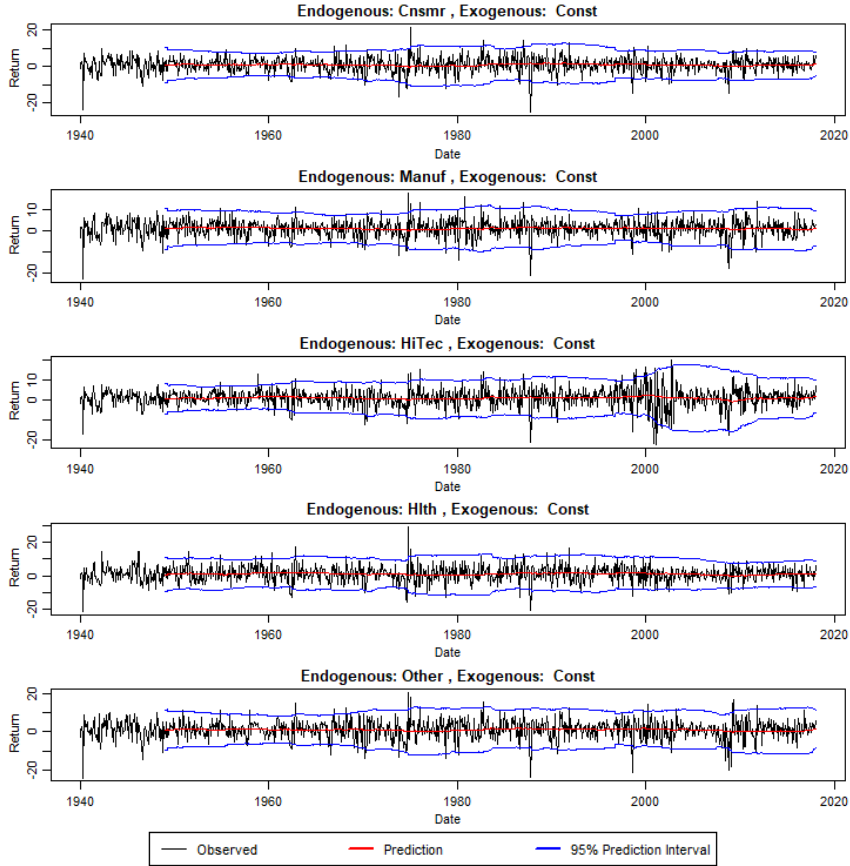 Endogenous: Cnsmr , Exogenous: Const
Return
20
0
-20
1940
1960
1980
2000
2020
Date
Endogenous: Manuf , Exogenous: Const
Return
10
0
-20
1940
1960
1980
2000
2020
Date
Endogenous: HiTec , Exogenous: Const
Return
10
0
-20
1940
1960
1980
2000
2020
Date
Endogenous: Hlth , Exogenous: Const
Return
20
0
-20
1940
1960
1980
2000
2020
Date
Endogenous: Other , Exogenous: Const
Return
20
0
-20
1940
1960
1980
2000
2020
Date
Observed
Prediction
95% Prediction Interval